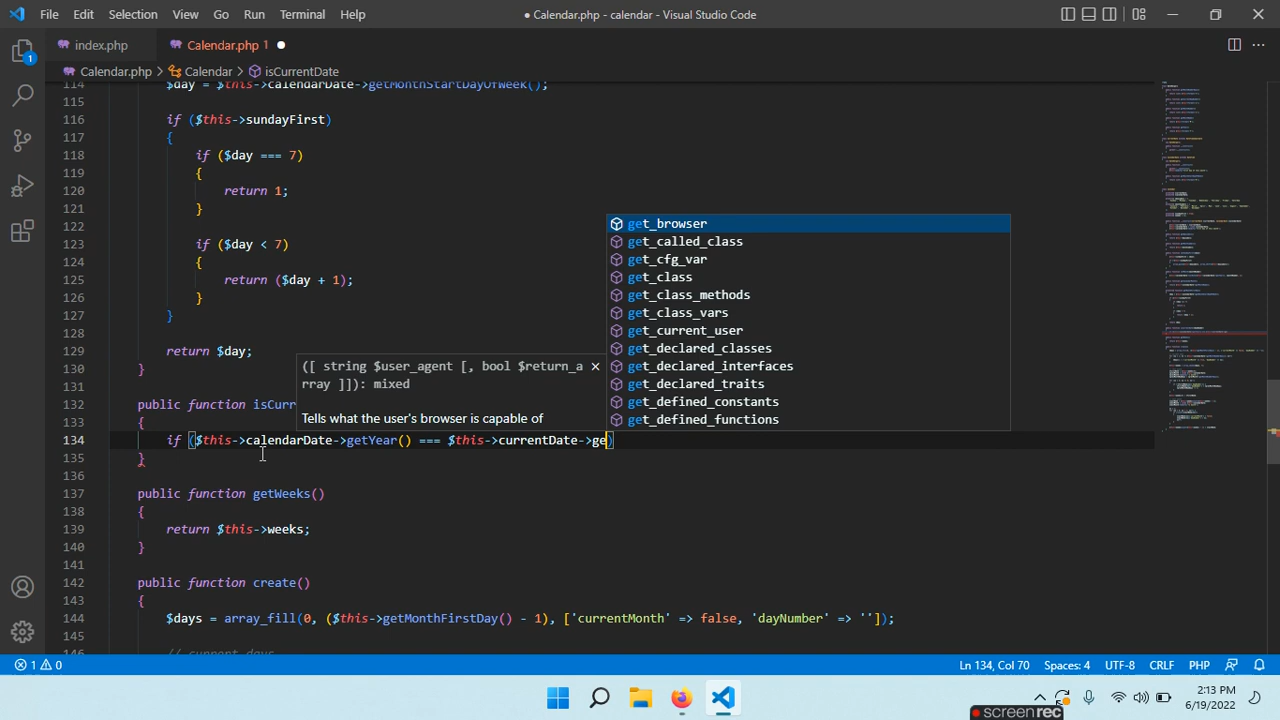 File Edit Selection View Go Run Terminal Help ● Calendar.php - calendar - Visual Studio Code
index.php Calendar.php 1
Calendar.php > Calendar > isCurrentDate
114 $day = $this->calendarDate->getMonthStartDayOfWeek();
115
116 if ($this->sundayFirst)
117 {
118 if ($day === 7)
119 {
120 return 1;
121 }
122
123 if ($day < 7)
124 {
125 return ($day + 1);
126 }
127 }
128
129 return $day;
130 }
131
132 public function isCurr
133 {
134 if ($this->calendarDate->getYear() === $this->currentDate->ge)
135 }
136
137 public function getWeeks()
138 {
139 return $this->weeks;
140 }
141
142 public function create()
143 {
144 $days = array_fill(0, ($this->getMonthFirstDay() - 1), ['currentMonth' => false, 'dayNumber' => '']);
145
146 // current days
get_browser
get_called_class
get_cfg_var
get_class
get_class_methods
get_class_vars
get_current_user
get_declared_classes
get_declared_interfaces
get_declared_traits
get_defined_constants
get_defined_functions
([ string $user_agent [, bool $return_a
rray ]]): mixed
Tells what the user's browser is capable of
1
1 0 Ln 134, Col 70 Spaces: 4 UTF-8 CRLF PHP
2:13 PM
6/19/2022
screenrec